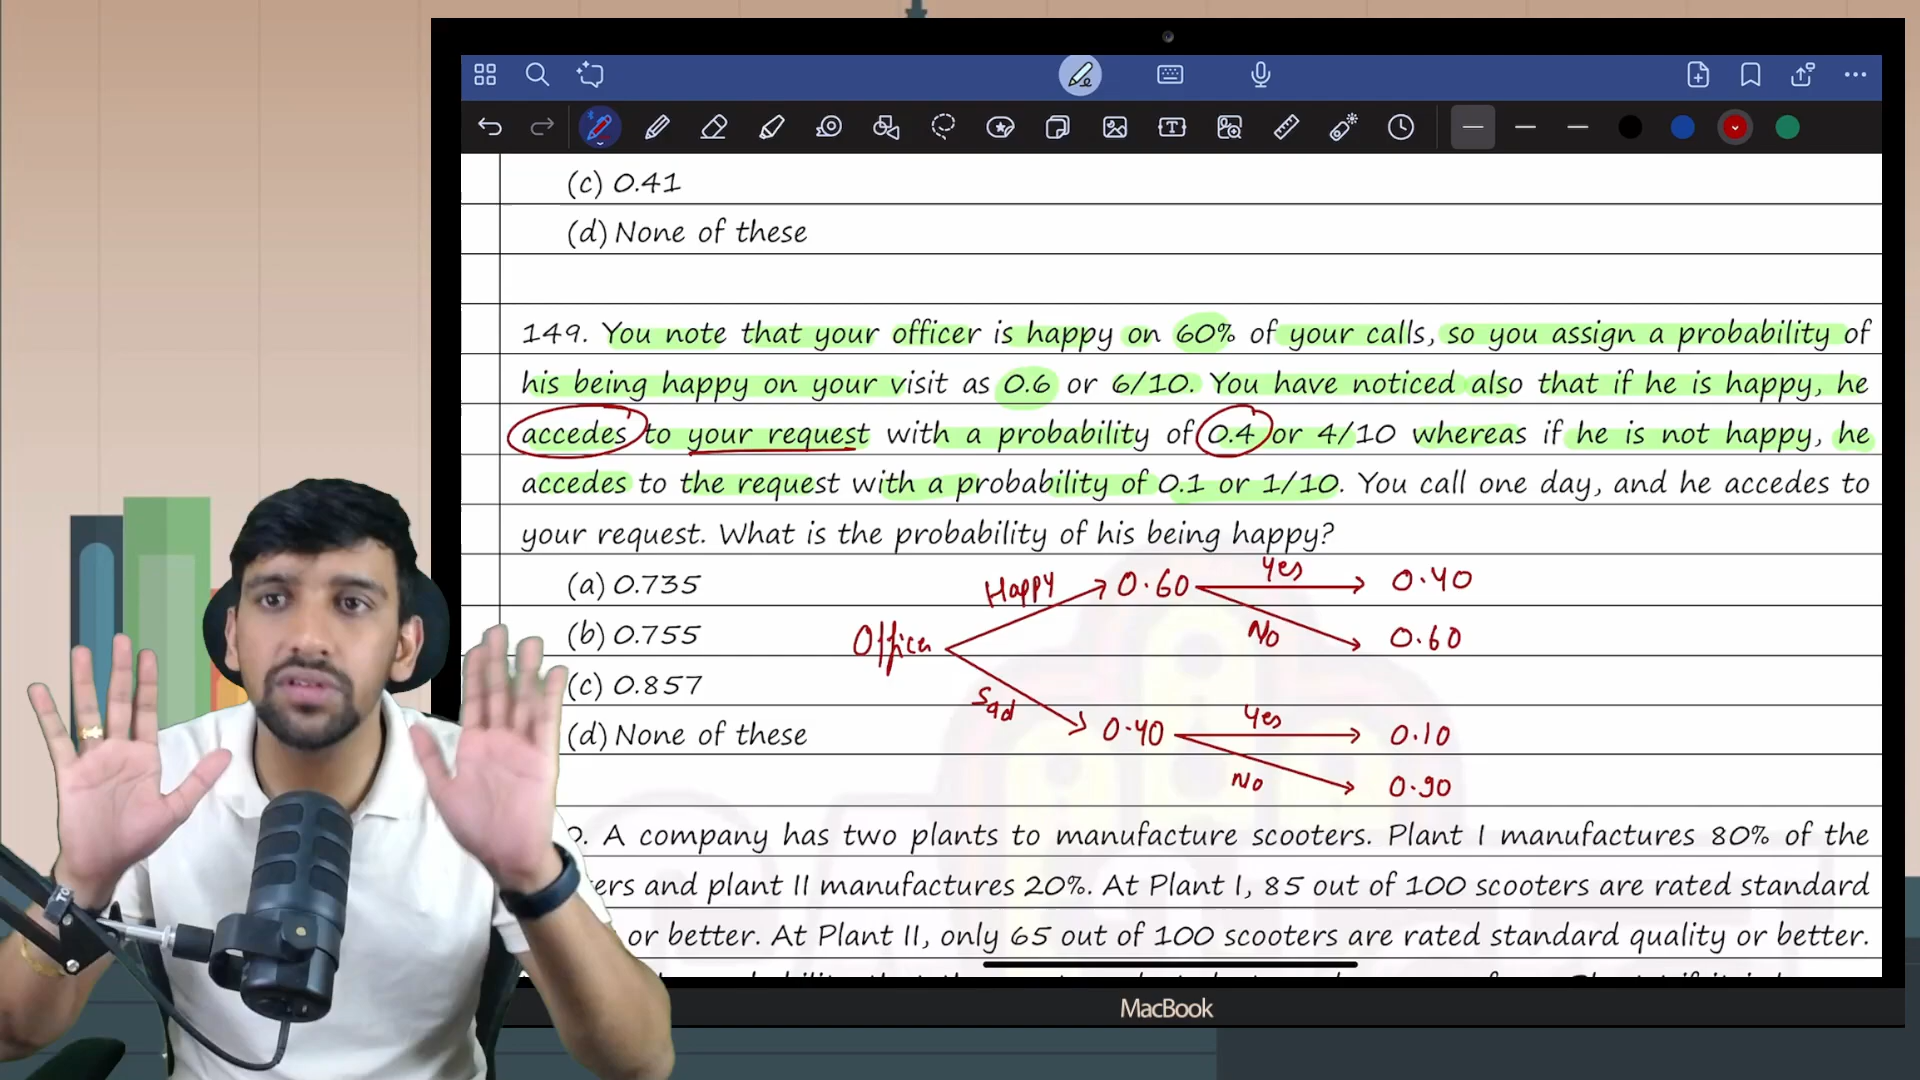 (c) 0.41
(d) None of these
149. You note that your officer is happy on 60% of your calls, so you assign a probability of
his being happy on your visit as 0.6 or 6/10. You have noticed also that if he is happy, he
accedes to your request with a probability of 0.4 or 4/10 whereas if he is not happy, he
accedes to the request with a probability of 0.1 or 1/10. You call one day, and he accedes to
your request. What is the probability of his being happy?
(a) 0.735
(b) 0.755
(c) 0.857
(d) None of these
Officer
Happy 0.60 Yes 0.40
No 0.60
Sad 0.40 Yes 0.10
No 0.90
A company has two plants to manufacture scooters. Plant I manufactures 80% of the
ers and plant II manufactures 20%. At Plant I, 85 out of 100 scooters are rated standard
or better. At Plant II, only 65 out of 100 scooters are rated standard quality or better.
MacBook